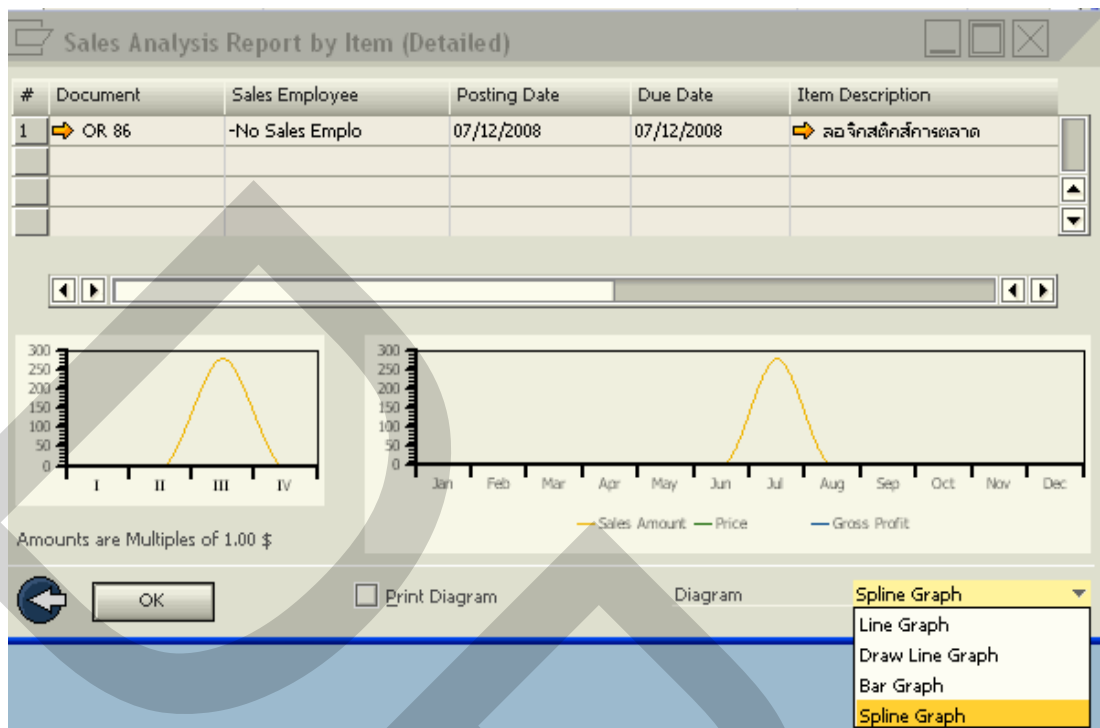 Sales Analysis Report by Item (Detailed)
# Document Sales Employee Posting Date Due Date Item Description
1 OR 86 -No Sales Emplo 07/12/2008 07/12/2008 ลอจิกสติกส์การตลาด
300
250
200
150
100
50
0
I II III IV
300
250
200
150
100
50
0
Jan Feb Mar Apr May Jun Jul Aug Sep Oct Nov Dec
Sales Amount Price Gross Profit
Amounts are Multiples of 1.00 $
OK Print Diagram Diagram Spline Graph
Line Graph
Draw Line Graph
Bar Graph
Spline Graph